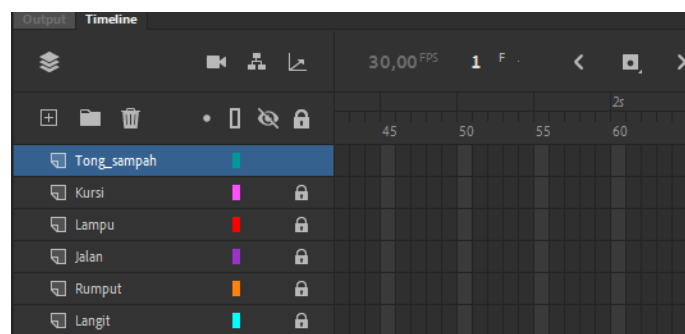 Output Timeline
30,00 FPS 1 F
2s
45 50 55 60
Tong_sampah
Kursi
Lampu
Jalan
Rumput
Langit